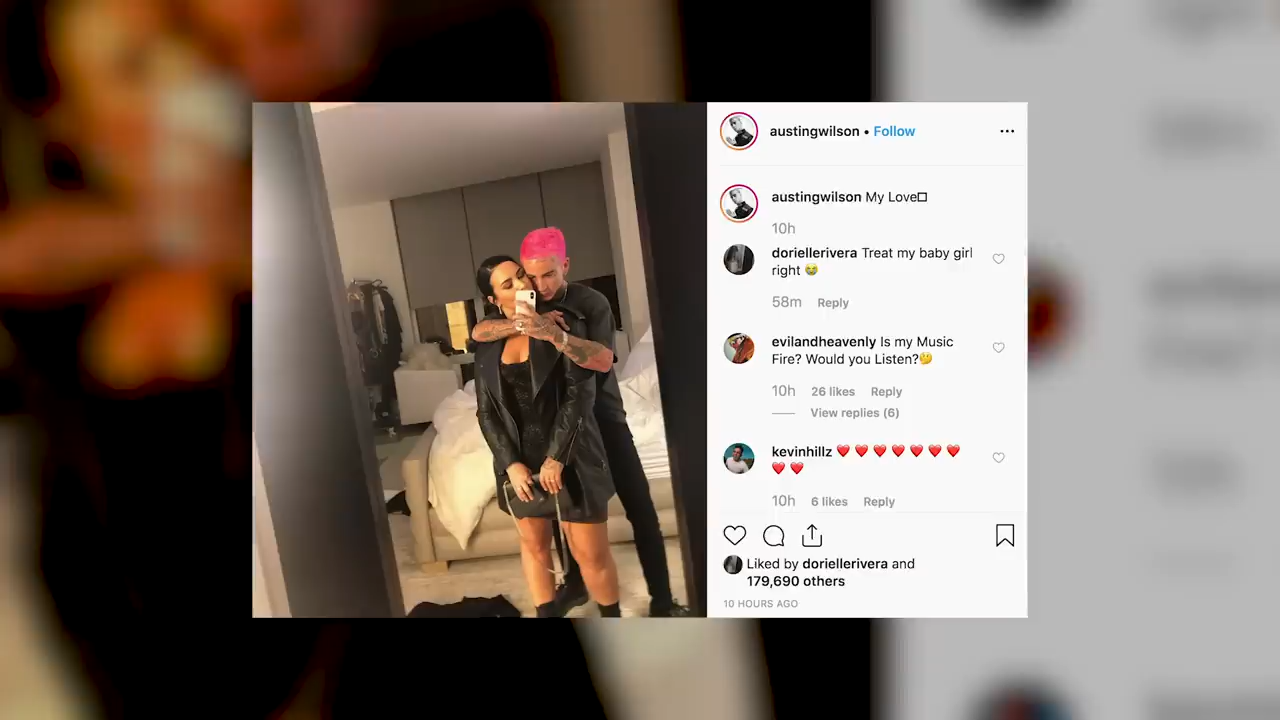 austingwilson • Follow
austingwilson My Love□
10h
doriellerivera Treat my baby girl
right 😭
58m Reply
evilandheavenly Is my Music
Fire? Would you Listen?🤔
10h 26 likes Reply
View replies (6)
kevinhillz ❤️ ❤️ ❤️ ❤️ ❤️ ❤️ ❤️
❤️ ❤️
10h 6 likes Reply
Liked by doriellerivera and
179,690 others
10 HOURS AGO